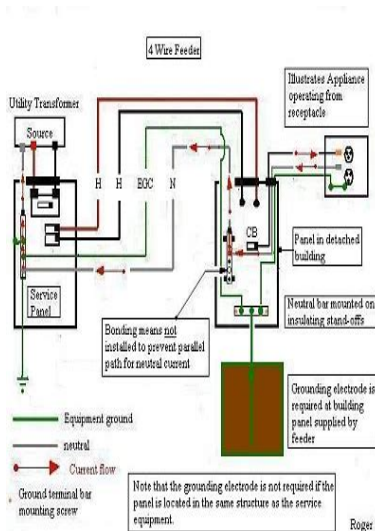 4 Wire Feeder
Utility Transformer
Source
H
H
EGC
N
Service
Panel
Illustrates Appliance
operating from
receptacle
CB
Panel in detached
building
Neutral bar mounted on
insulating stand-offs
Bonding means not
installed to prevent parallel
path for neutral current
Grounding electrode is
required at building
panel supplied by
feeder
Equipment ground
neutral
Current flow
Ground terminal bar
mounting screw
Note that the grounding electrode is not required if the
panel is located in the same structure as the service
equipment.
Roger